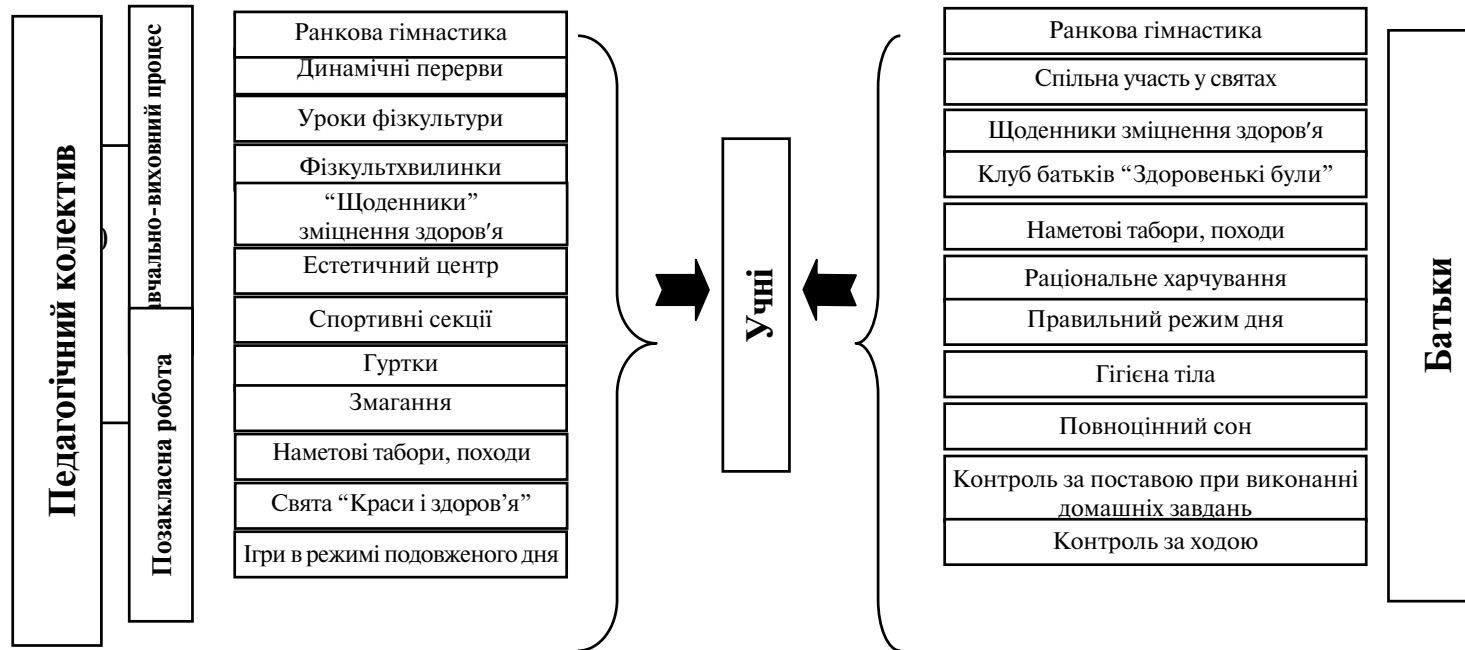 Педагогічний колектив
авчально-виховний процес
Позакласна робота
Ранкова гімнастика
Динамічні перерви
Уроки фізкультури
Фізкультхвилинки
“Щоденники”
зміцнення здоров'я
Естетичний центр
Спортивні секції
Гуртки
Змагання
Наметові табори, походи
Свята “Краси і здоров’я”
Ігри в режимі подовженого дня
Учні
Ранкова гімнастика
Спільна участь у святах
Щоденники зміцнення здоров'я
Клуб батьків “Здоровенькі були”
Наметові табори, походи
Раціональне харчування
Правильний режим дня
Гігієна тіла
Повноцінний сон
Контроль за поставою при виконанні
домашніх завдань
Контроль за ходою
Батьки